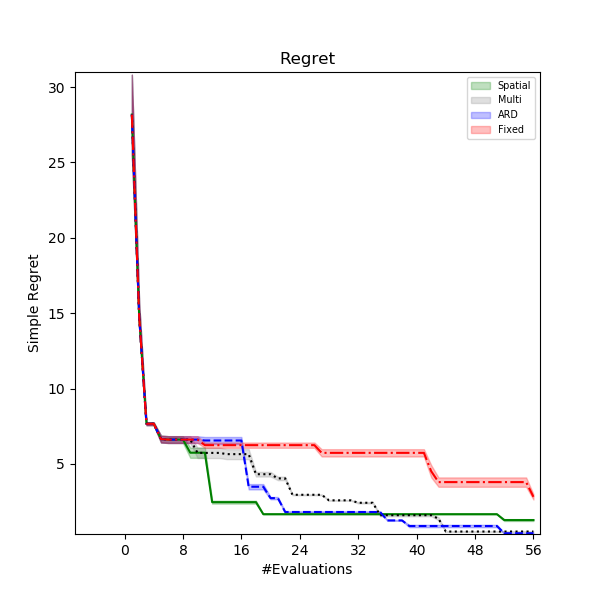 Regret
30
25
20
15
10
5
Simple Regret
Spatial
Multi
ARD
Fixed
0 8 16 24 32 40 48 56
#Evaluations